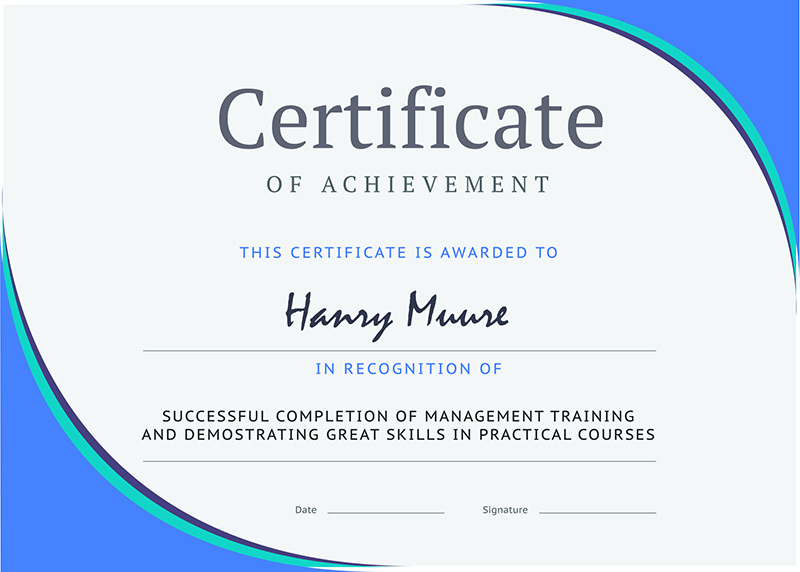 Certificate
OF ACHIEVEMENT
THIS CERTIFICATE IS AWARDED TO
Hanry Muure
IN RECOGNITION OF
SUCCESSFUL COMPLETION OF MANAGEMENT TRAINING
AND DEMOSTRATING GREAT SKILLS IN PRACTICAL COURSES
Date Signature